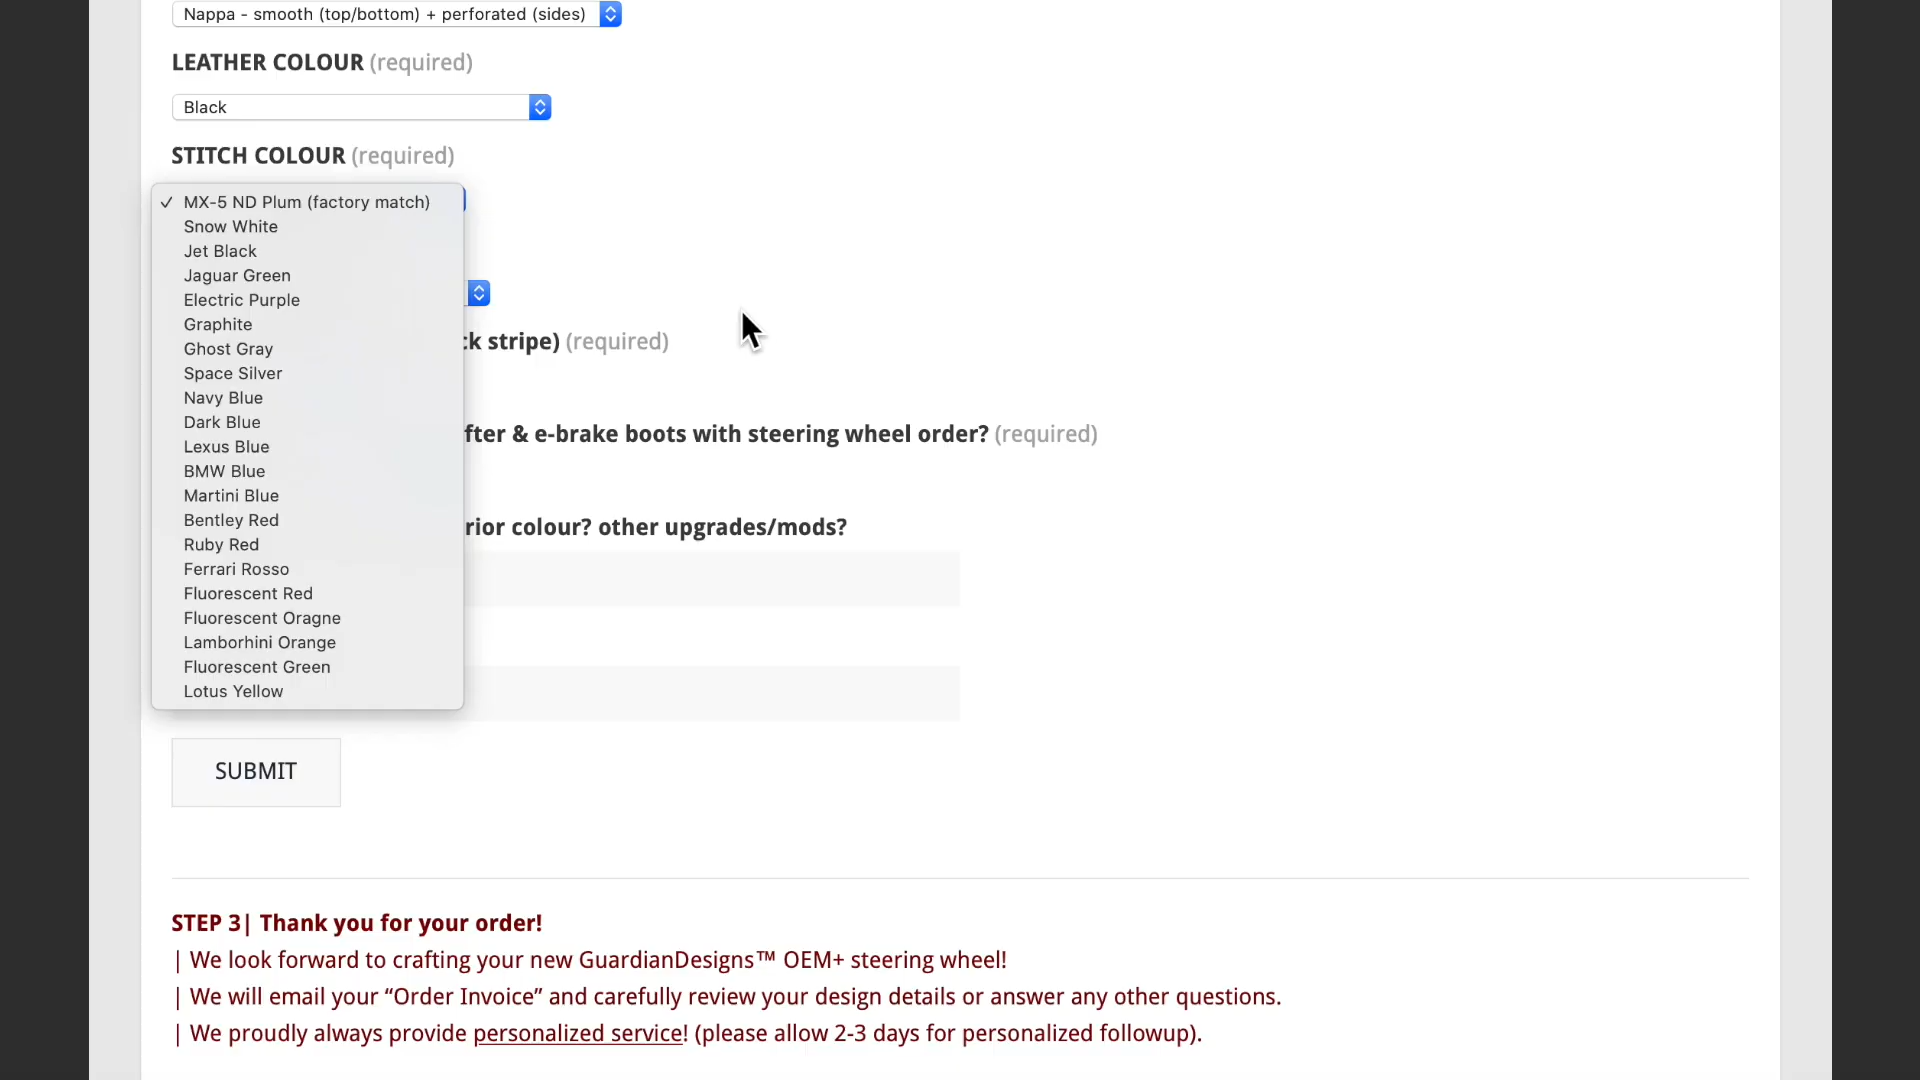 Nappa - smooth (top/bottom) + perforated (sides)
LEATHER COLOUR (required)
Black
STITCH COLOUR (required)
✓ MX-5 ND Plum (factory match)
Snow White
Jet Black
Jaguar Green
Electric Purple
Graphite
Ghost Gray
Space Silver
Navy Blue
Dark Blue
Lexus Blue
BMW Blue
Martini Blue
Bentley Red
Ruby Red
Ferrari Rosso
Fluorescent Red
Fluorescent Oragne
Lamborhini Orange
Fluorescent Green
Lotus Yellow
ck stripe) (required)
fter & e-brake boots with steering wheel order? (required)
rior colour? other upgrades/mods?
SUBMIT
STEP 3| Thank you for your order!
| We look forward to crafting your new GuardianDesigns™ OEM+ steering wheel!
| We will email your “Order Invoice” and carefully review your design details or answer any other questions.
| We proudly always provide personalized service! (please allow 2-3 days for personalized followup).